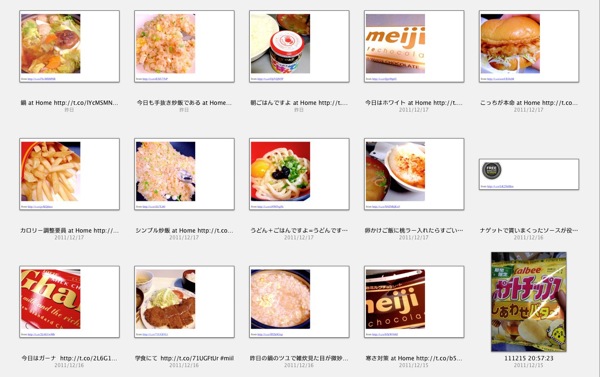 meiji
chocolate
鍋 at Home http://t.co/lYcMSMN...
昨日
今日も手抜き炒飯である at Home...
昨日
朝ごはんですよ at Home http://t....
昨日
今日はホワイト at Home http://t...
2011/12/17
こっちが本命 at Home http://t.co...
2011/12/17
FREE
カロリー調整要員 at Home http://...
2011/12/17
シンプル炒飯 at Home http://t.co...
2011/12/17
うどん+ごはんですよ=うどんです…
2011/12/17
卵かけご飯に桃ラー入れたらすごい…
2011/12/17
ナゲットで貰いまくったソースが役…
2011/12/16
Gha
meiji
chocola
Calbee
ポテトチップス
しあわせバタ
今日はガーナ http://t.co/2L6G1...
2011/12/16
学食にて http://t.co/71UGFfUr #miil
2011/12/16
昨日の鍋のツユで雑炊見た目が微妙…
2011/12/16
寒さ対策 at Home http://t.co/b5...
2011/12/15
111215 20:57:23
2011/12/15